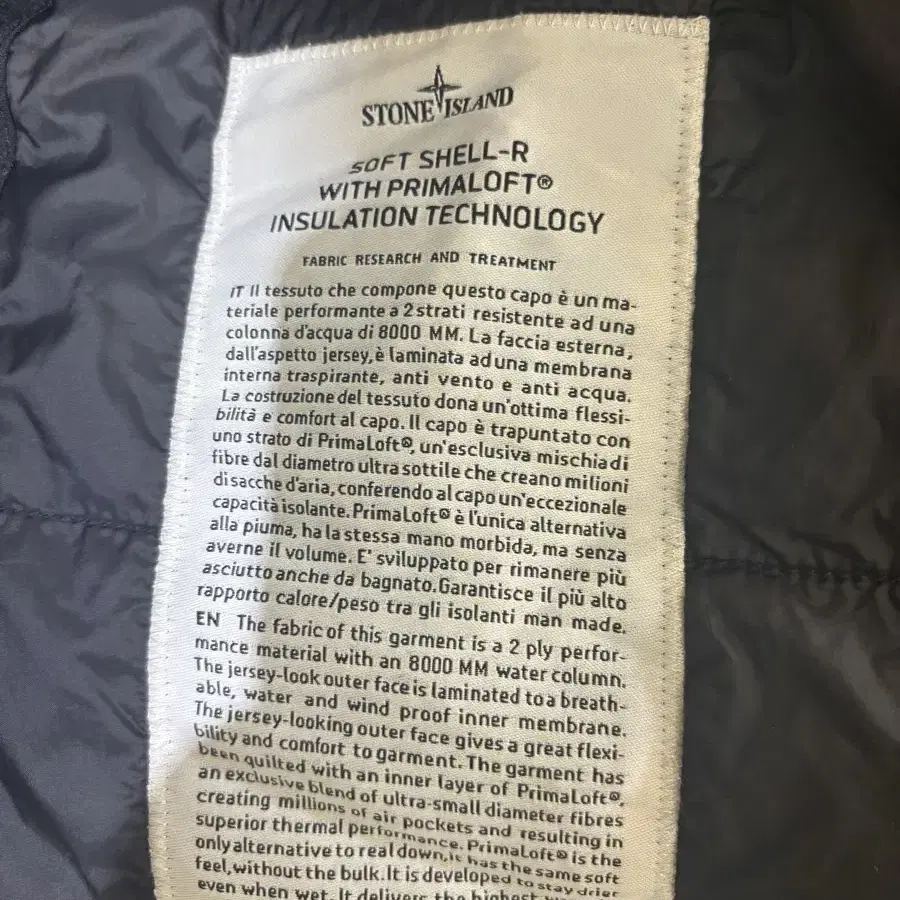 STONE ISLAND
SOFT SHELL-R
WITH PRIMALOFT®
INSULATION TECHNOLOGY
FABRIC RESEARCH AND TREATMENT
IT Il tessuto che compone questo capo è un ma-
teriale performante a 2 strati resistente ad una
colonna d'acqua di 8000 MM. La faccia esterna,
dall'aspetto jersey, è laminata ad una membrana
interna traspirante, anti vento e anti acqua.
La costruzione del tessuto dona un'ottima flessi-
bilità e comfort al capo. Il capo è trapuntato con
uno strato di PrimaLoft®, un'esclusiva mischia di
fibre dal diametro ultra sottile che creano milioni
di sacche d'aria, conferendo al capo un'eccezionale
capacità isolante. PrimaLoft® è l'unica alternativa
alla piuma, ha la stessa mano morbida, ma senza
averne il volume. E' sviluppato per rimanere più
asciutto anche da bagnato. Garantisce il più alto
rapporto calore/peso tra gli isolanti man made.
EN The fabric of this garment is a 2 ply perfor-
mance material with an 8000 MM water column.
The jersey-look outer face is laminated to a breath-
able, water and wind proof inner membrane.
The jersey-looking outer face gives a great flexi-
bility and comfort to garment. The garment has
been quilted with an inner layer of PrimaLoft®,
an exclusive blend of ultra-small diameter fibres
creating millions of air pockets and resulting in
superior thermal performance. PrimaLoft® is the
only alternative to real down, it has the same soft
feel, without the bulk. It is developed to stay drier
even when wet. It delivers the highest